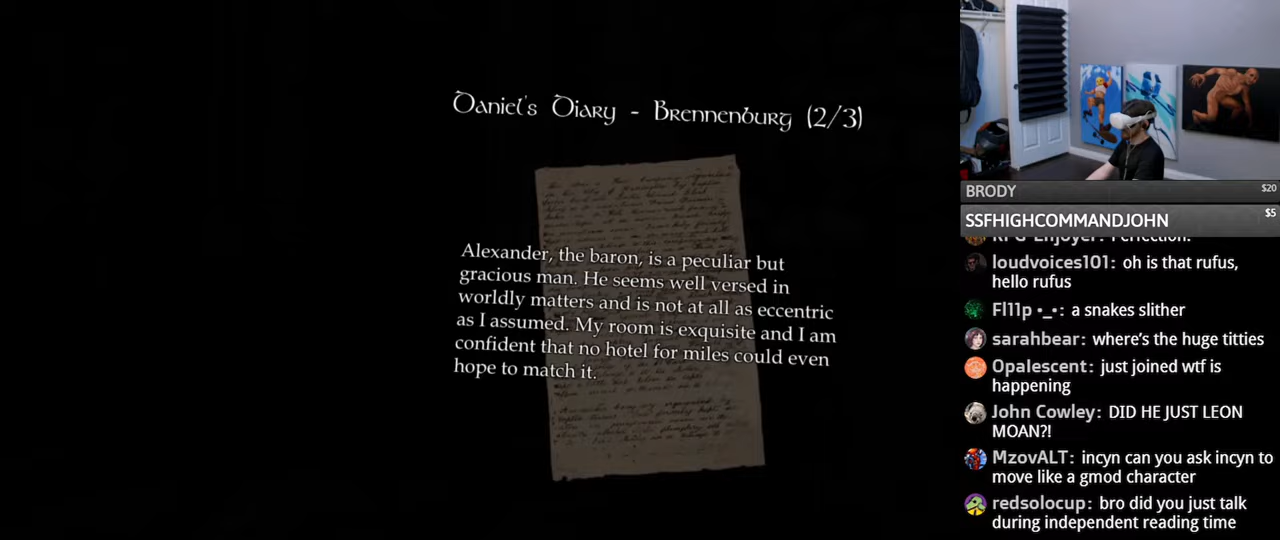 Daniel's Diary - Brennenburg (2/3)
Alexander, the baron, is a peculiar but
gracious man. He seems well versed in
worldly matters and is not at all as eccentric
as I assumed. My room is exquisite and I am
confident that no hotel for miles could even
hope to match it.
BRODY $20
SSFHIGHCOMMANDJOHN $5
RPG-Enjoyer: Perfection.
loudvoices101: oh is that rufus,
hello rufus
Fl11p •_•: a snakes slither
sarahbear: where's the huge titties
Opalescent: just joined wtf is
happening
John Cowley: DID HE JUST LEON
MOAN?!
MzovALT: incyn can you ask incyn to
move like a gmod character
redsolocup: bro did you just talk
during independent reading time